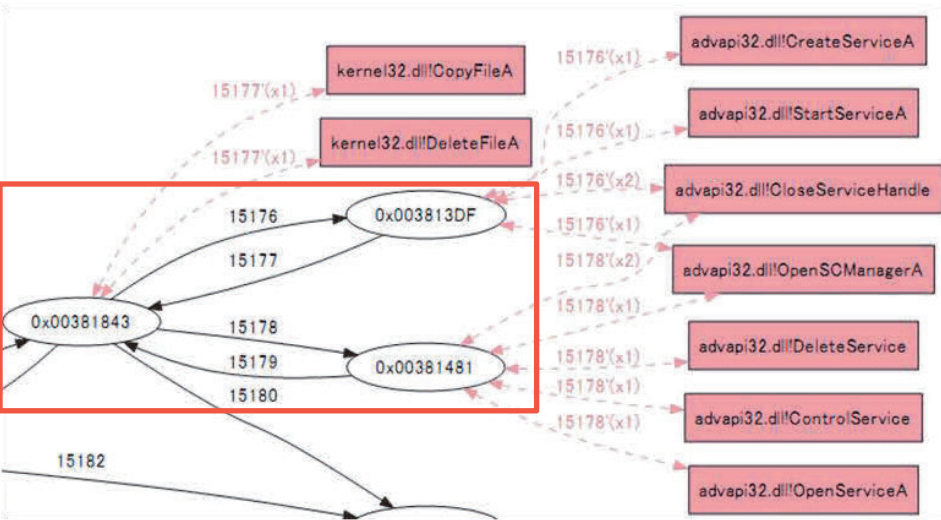 15176'(x1)
advapi32.dll!CreateServiceA
kernel32.dll!CopyFileA
15177'(x1)
15176'(x1)
advapi32.dll!StartServiceA
kernel32.dll!DeleteFileA
15177'(x1)
15176'(x2)
advapi32.dll!CloseServiceHandle
15176
0x003813DF
15176'(x1)
15177
15178'(x2)
advapi32.dll!OpenSCManagerA
15178'(x1)
0x00381843
15178
advapi32.dll!DeleteService
15179
0x00381481
15178'(x1)
15178'(x1)
15180
advapi32.dll!ControlService
15178'(x1)
15182
advapi32.dll!OpenServiceA